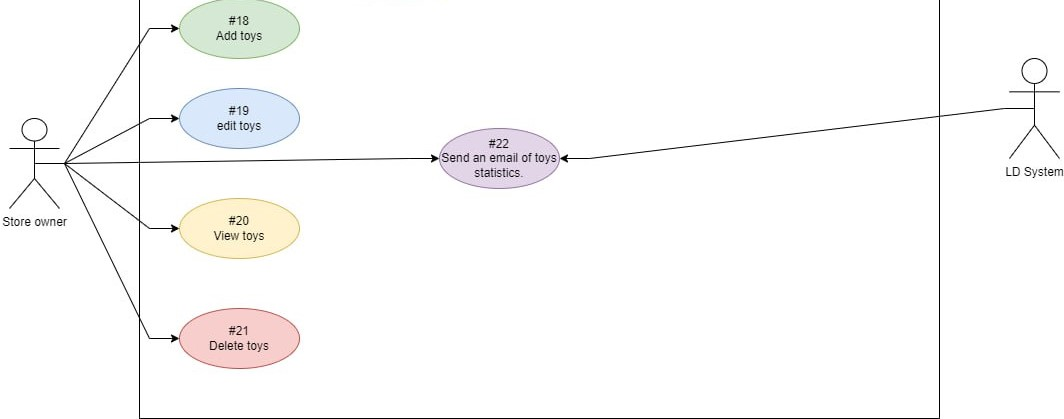 #18
Add toys
#19
edit toys
#22
Send an email of toys
statistics.
LD System
Store owner
#20
View toys
#21
Delete toys